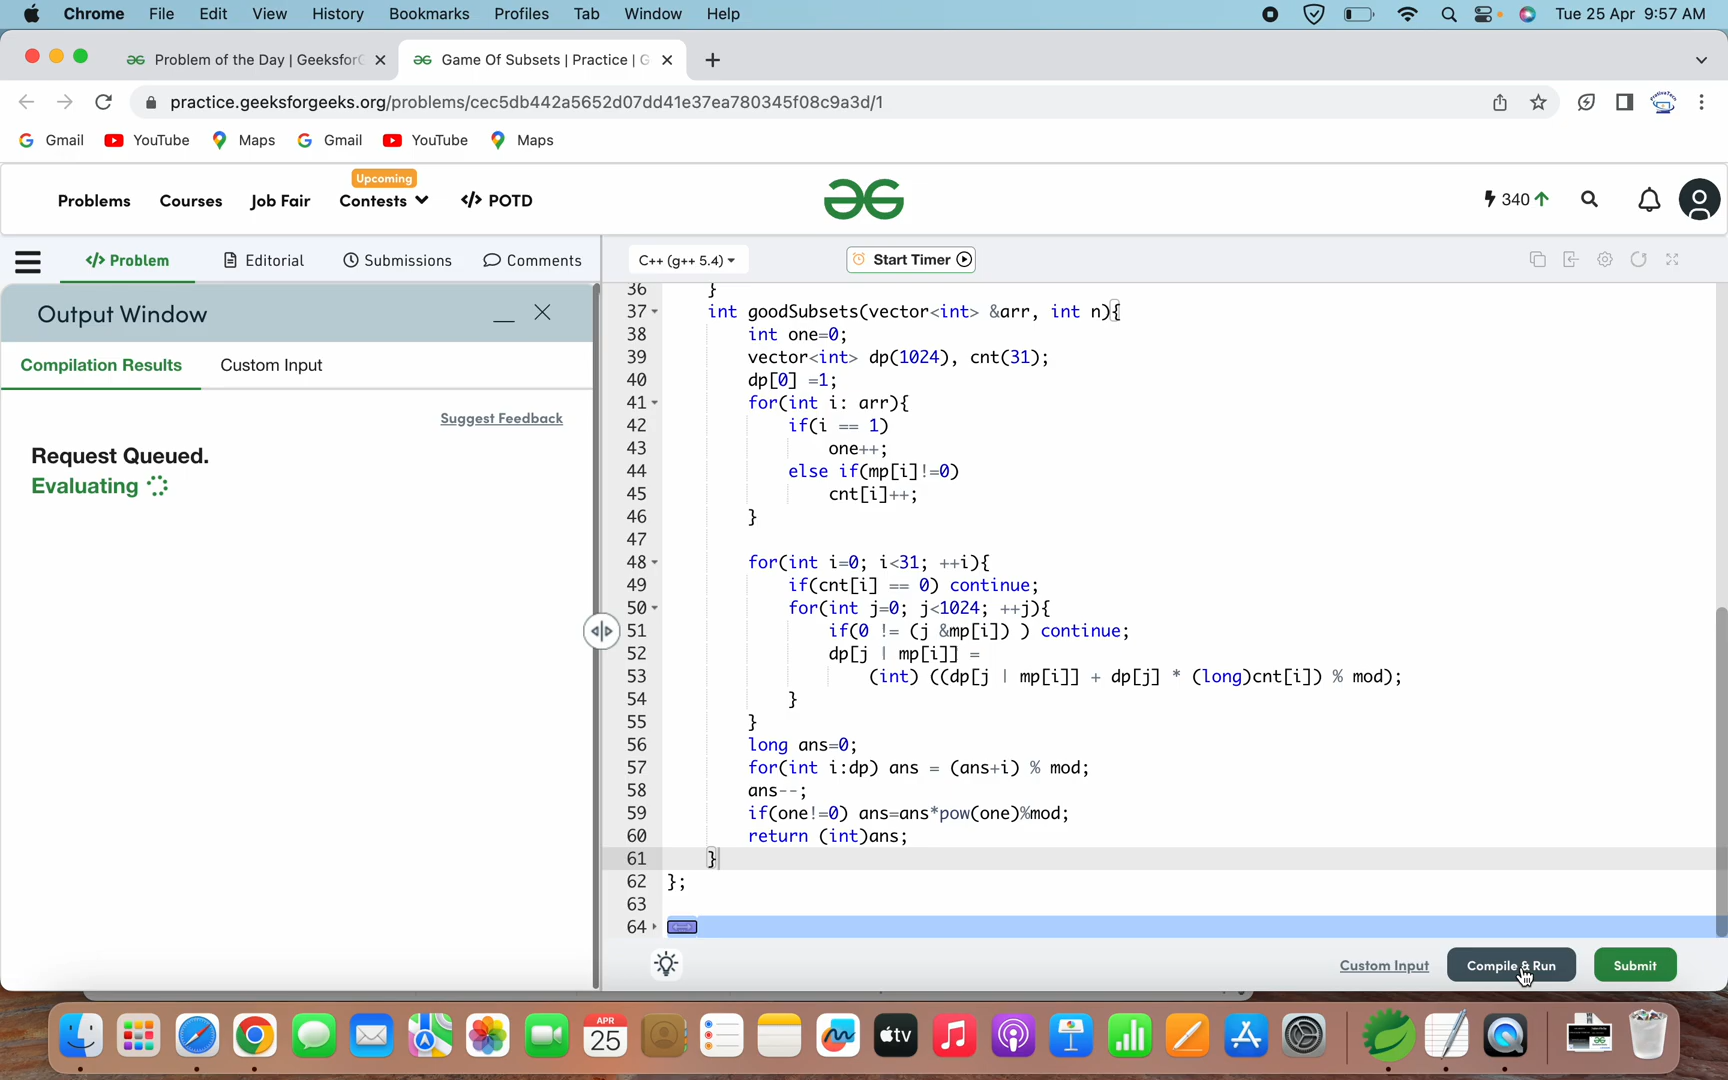 Chrome File Edit View History Bookmarks Profiles Tab Window Help Tue 25 Apr 9:57 AM
Problem of the Day | GeeksforG Game Of Subsets | Practice | G
practice.geeksforgeeks.org/problems/cec5db442a5652d07dd41e37ea780345f08c9a3d/1
Gmail YouTube Maps Gmail YouTube Maps
Upcoming
Problems Courses Job Fair Contests </> POTD 340
</> Problem Editorial Submissions Comments C++ (g++ 5.4) Start Timer
Output Window
Compilation Results Custom Input
Suggest Feedback
Request Queued.
Evaluating
36 }
37 int goodSubsets(vector<int> &arr, int n){
38 int one=0;
39 vector<int> dp(1024), cnt(31);
40 dp[0] =1;
41 for(int i: arr){
42 if(i == 1)
43 one++;
44 else if(mp[i]!=0)
45 cnt[i]++;
46 }
47
48 for(int i=0; i<31; ++i){
49 if(cnt[i] == 0) continue;
50 for(int j=0; j<1024; ++j){
51 if(0 != (j &mp[i]) ) continue;
52 dp[j | mp[i]] =
53 (int) ((dp[j | mp[i]] + dp[j] * (long)cnt[i]) % mod);
54 }
55 }
56 long ans=0;
57 for(int i:dp) ans = (ans+i) % mod;
58 ans--;
59 if(one!=0) ans=ans*pow(one)%mod;
60 return (int)ans;
61 }
62 };
63
64
Custom Input Compile & Run Submit
APR
25
tv